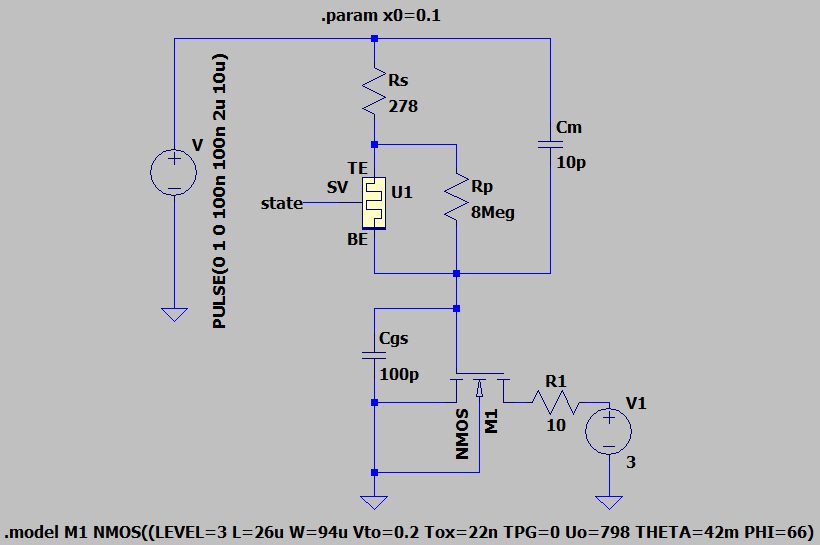 .param x0=0.1
Rs
278
V
PULSE(0 1 0 100n 100n 2u 10u)
Cm
10p
TE
SV
U1
state
BE
Rp
8Meg
Cgs
100p
NMOS
M1
R1
10
V1
3
.model M1 NMOS((LEVEL=3 L=26u W=94u Vto=0.2 Tox=22n TPG=0 Uo=798 THETA=42m PHI=66)